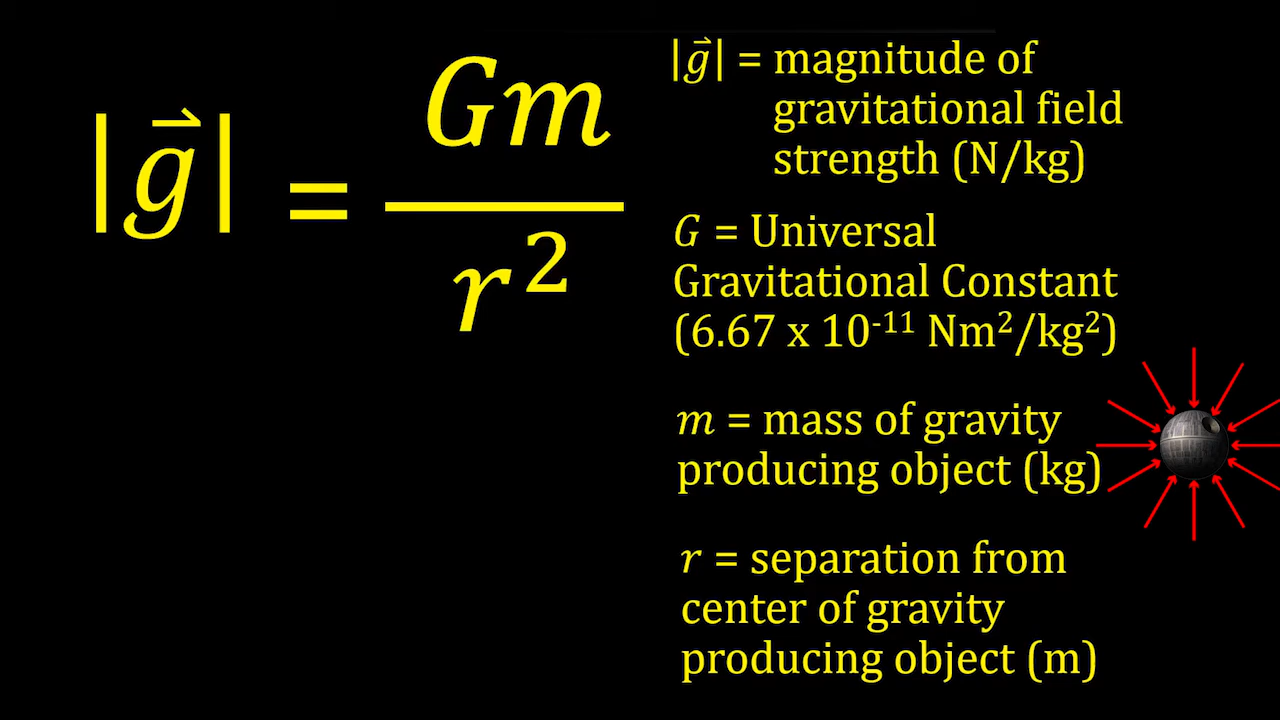 |g⃗| = Gm / r²
|g⃗| = magnitude of
gravitational field
strength (N/kg)
G = Universal
Gravitational Constant
(6.67 x 10⁻¹¹ Nm²/kg²)
m = mass of gravity
producing object (kg)
r = separation from
center of gravity
producing object (m)